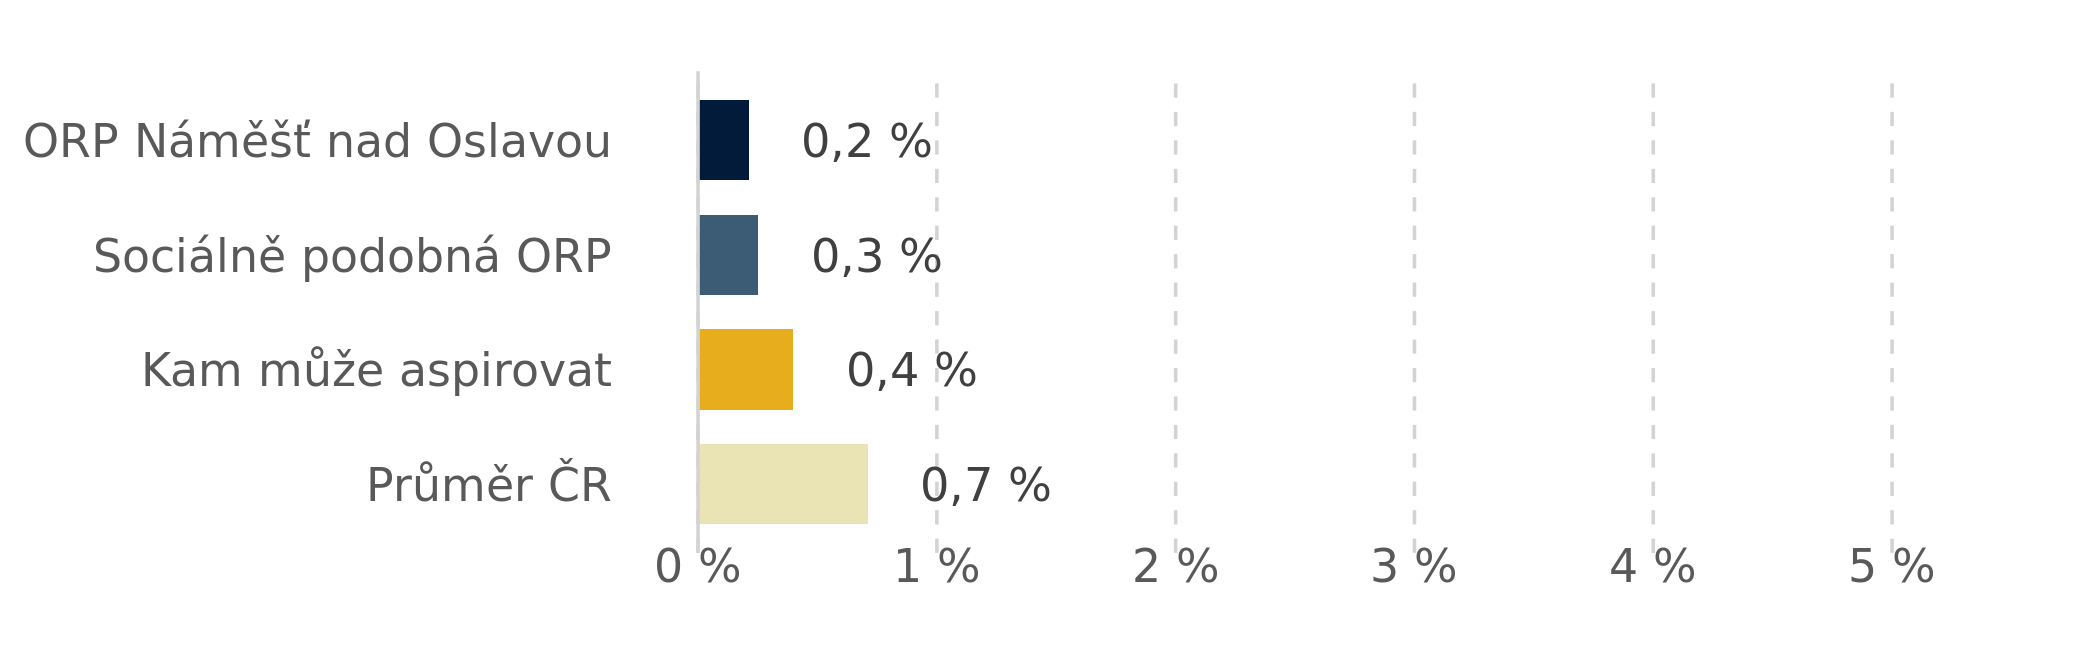 ORP Náměšť nad Oslavou 0,2 %
Sociálně podobná ORP 0,3 %
Kam může aspirovat 0,4 %
Průměr ČR 0,7 %
0 % 1 % 2 % 3 % 4 % 5 %